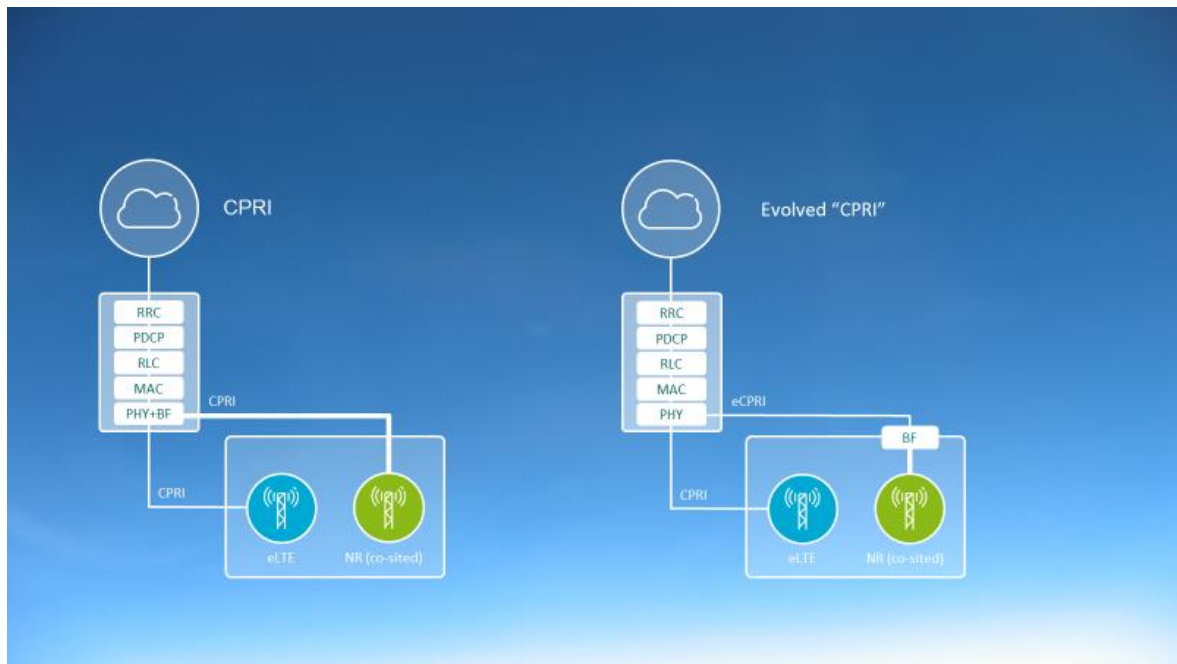 CPRI
RRC
PDCP
RLC
MAC
PHY+BF
CPRI
CPRI
eLTE
NR (co-sited)
Evolved “CPRI”
RRC
PDCP
RLC
MAC
PHY
eCPRI
BF
CPRI
eLTE
NR (co-sited)